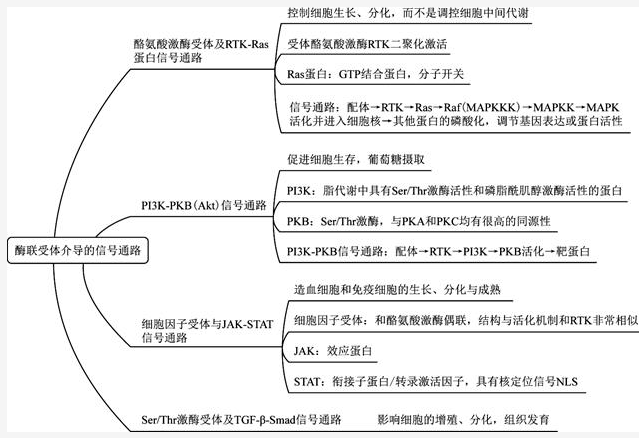 控制细胞生长、分化，而不是调控细胞中间代谢
酪氨酸激酶受体及RTK-Ras
蛋白信号通路
受体酪氨酸激酶RTK二聚化激活
Ras蛋白：GTP结合蛋白，分子开关
信号通路：配体→RTK→Ras→Raf(MAPKKK)→MAPKK→MAPK
活化并进入细胞核→其他蛋白的磷酸化，调节基因表达或蛋白活性
促进细胞生存，葡萄糖摄取
PI3K：脂代谢中具有Ser/Thr激酶活性和磷脂酰肌醇激酶活性的蛋白
PI3K-PKB(Akt)信号通路
PKB：Ser/Thr激酶，与PKA和PKC均有很高的同源性
PI3K-PKB信号通路：配体→RTK→PI3K→PKB活化→靶蛋白
酶联受体介导的信号通路
造血细胞和免疫细胞的生长、分化与成熟
细胞因子受体与JAK-STAT
信号通路
细胞因子受体：和酪氨酸激酶偶联，结构与活化机制和RTK非常相似
JAK：效应蛋白
STAT：衔接子蛋白/转录激活因子，具有核定位信号NLS
Ser/Thr激酶受体及TGF-β-Smad信号通路
影响细胞的增殖、分化，组织发育